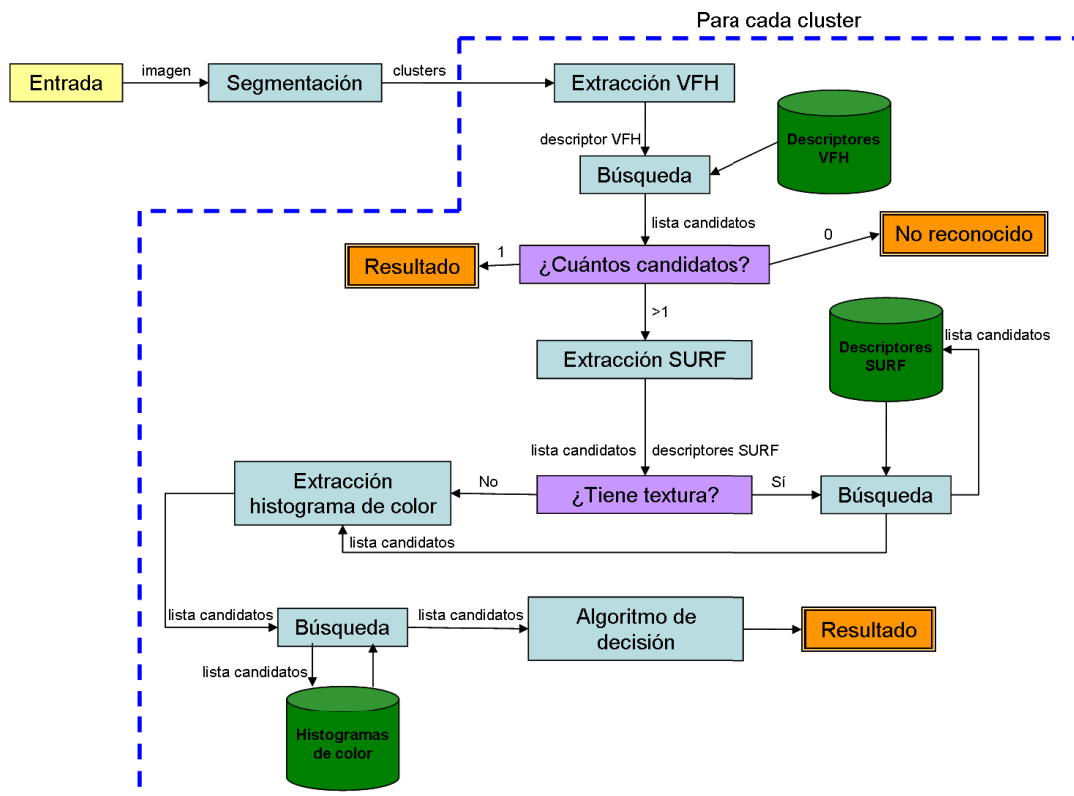 Para cada cluster
Entrada
imagen
Segmentación
clusters
Extracción VFH
descriptor VFH
Descriptores
VFH
Búsqueda
lista candidatos
¿Cuántos candidatos?
1
Resultado
0
No reconocido
>1
Extracción SURF
Descriptores
SURF
lista candidatos
lista candidatos
descriptores SURF
¿Tiene textura?
No
Sí
Búsqueda
Extracción
histograma de color
lista candidatos
lista candidatos
Búsqueda
lista candidatos
Algoritmo de
decisión
Resultado
lista candidatos
Histogramas
de color